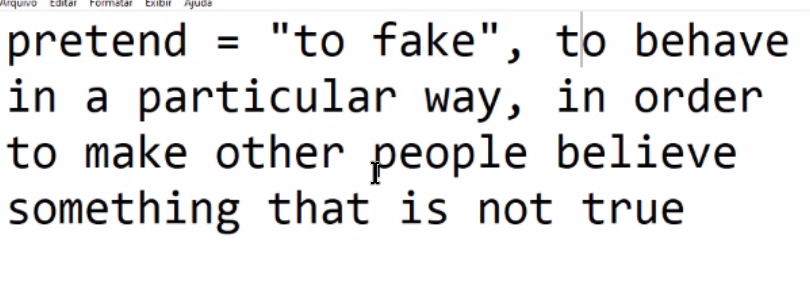 Arquivo Editar Formatar Exibir Ajuda
pretend = "to fake", to behave
in a particular way, in order
to make other people believe
something that is not true